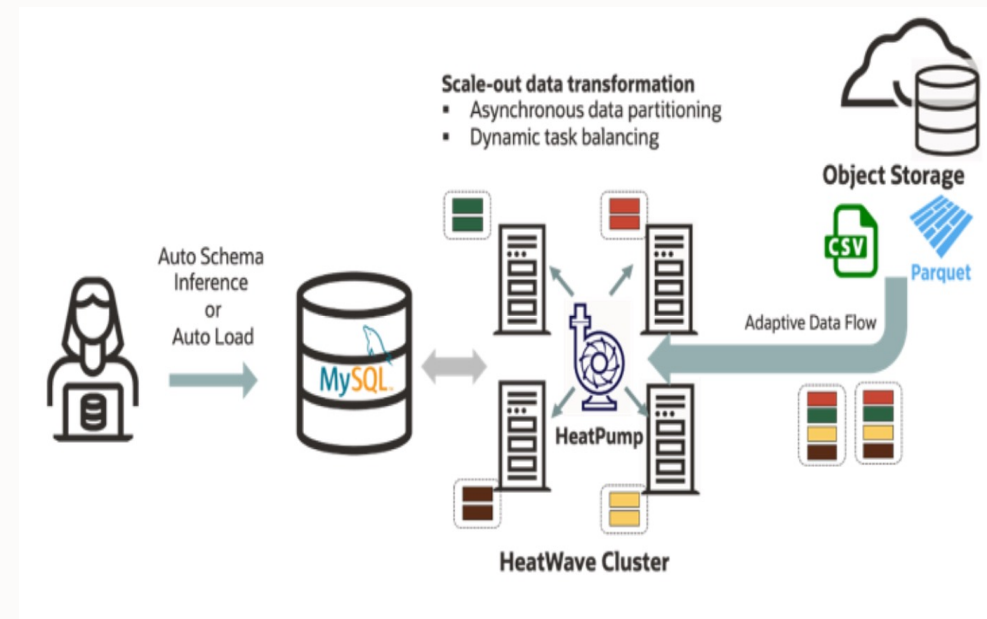 Scale-out data transformation
▪ Asynchronous data partitioning
▪ Dynamic task balancing
Object Storage
CSV
Parquet
Auto Schema
Inference
or
Auto Load
MySQL
Adaptive Data Flow
HeatPump
HeatWave Cluster